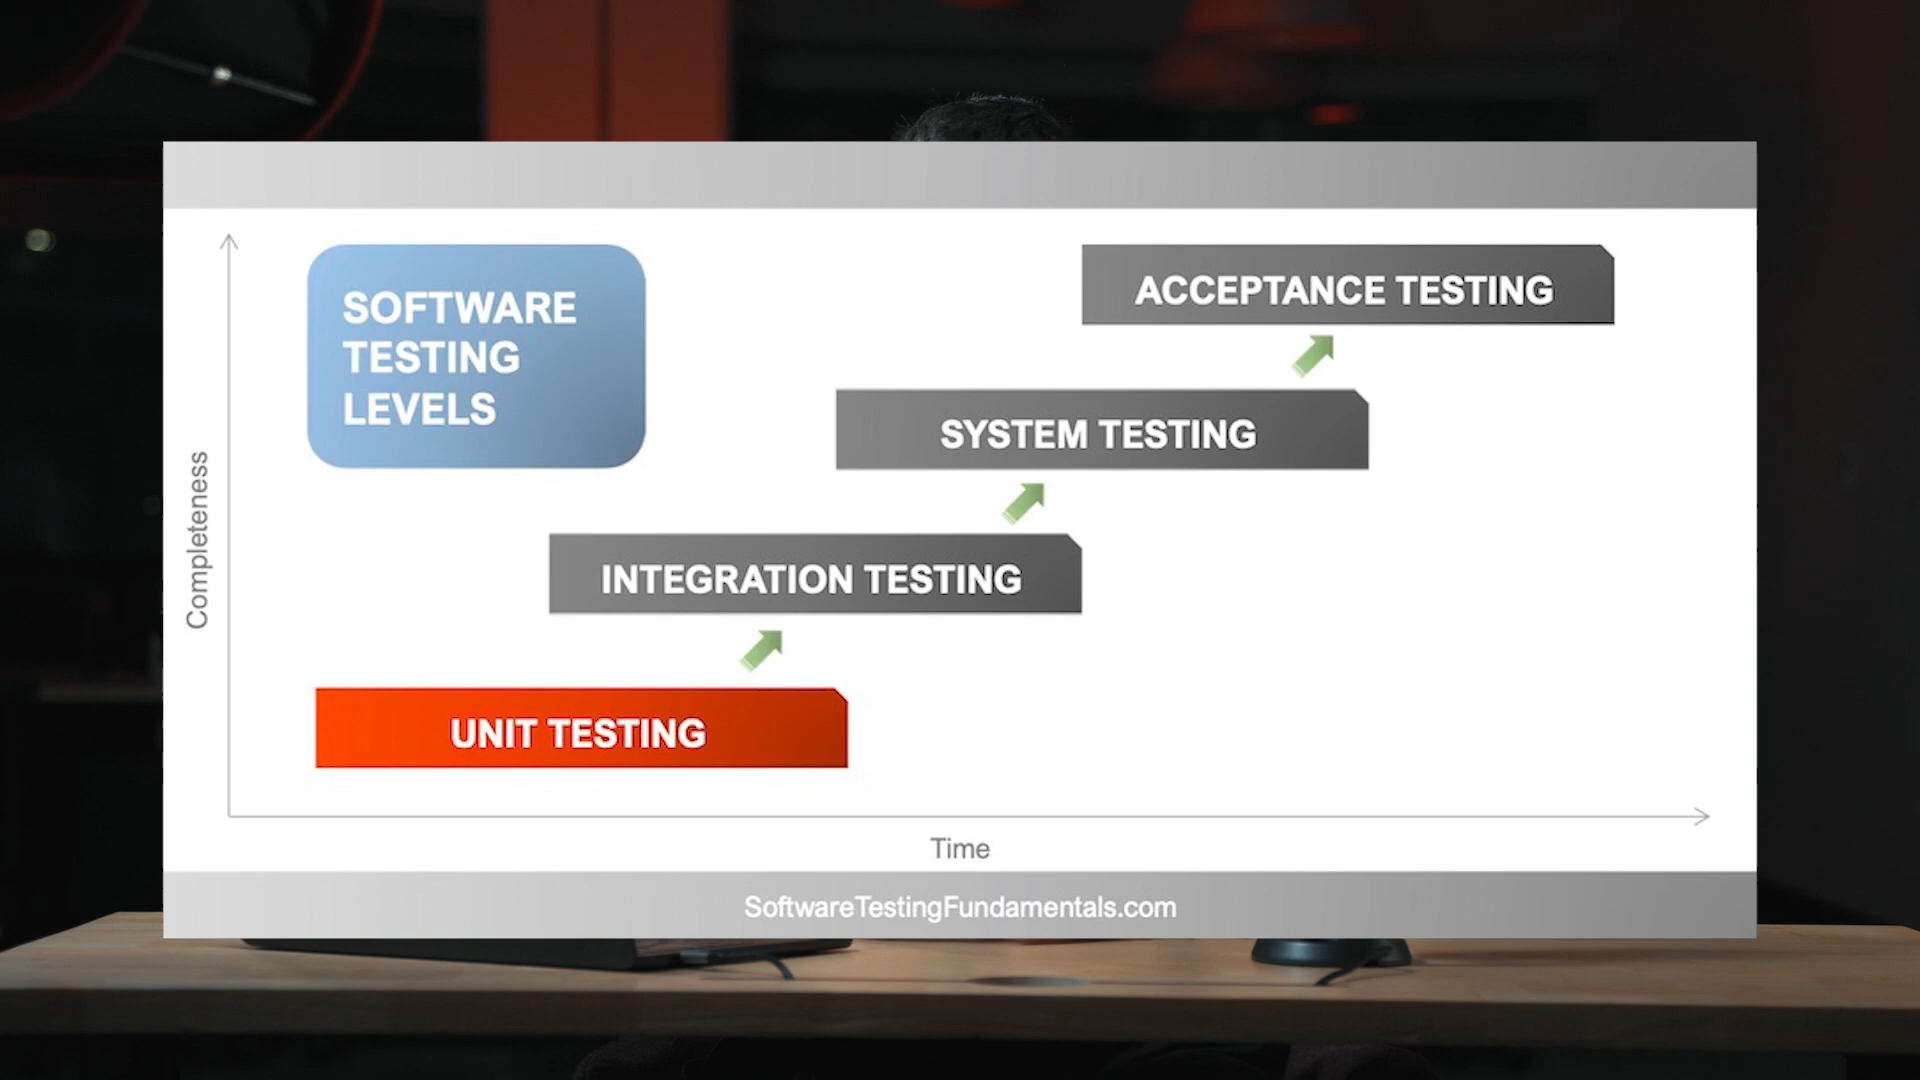 SOFTWARE
TESTING
LEVELS
ACCEPTANCE TESTING
SYSTEM TESTING
INTEGRATION TESTING
UNIT TESTING
Completeness
Time
SoftwareTestingFundamentals.com